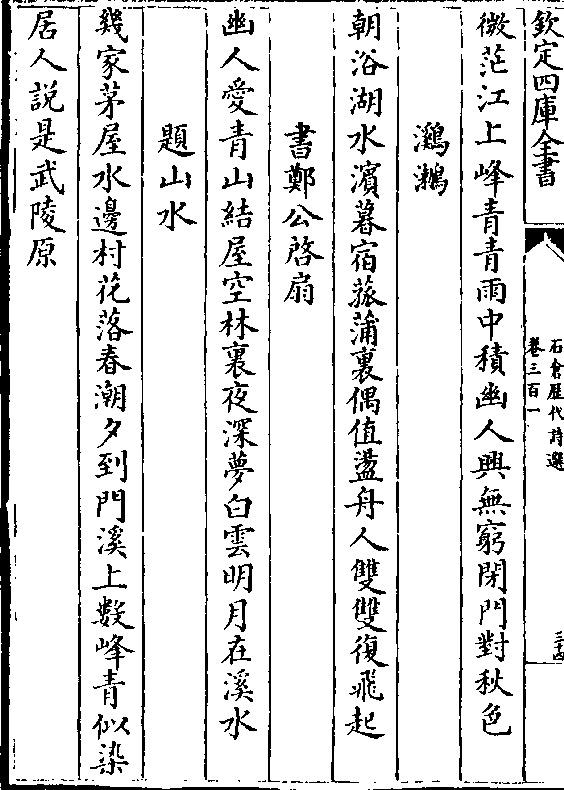 欽定四庫全書
石倉歴代詩選
卷三百一
三十四
微茫江上峰青青雨中積幽人興無窮閉門對秋色
鸂鶒
朝浴湖水濱暮宿菰蒲裏偶值盪舟人雙雙復飛起
書鄭公啓扇
幽人愛青山結屋空林裏夜深夢白雲明月在溪水
題山水
幾家茅屋水邊村花落春潮夕到門溪上數峰青似染
居人説是武陵原